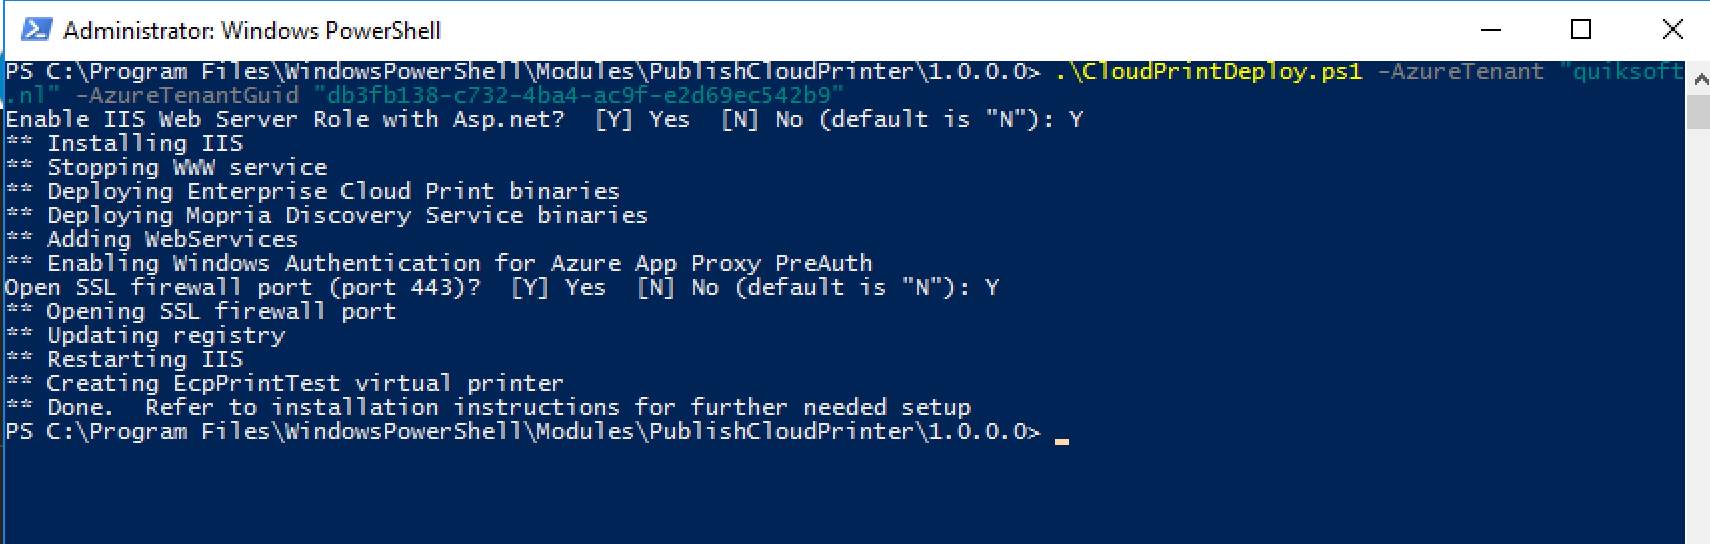 Administrator: Windows PowerShell
PS C:\Program Files\WindowsPowerShell\Modules\PublishCloudPrinter\1.0.0.0> .\CloudPrintDeploy.ps1 -AzureTenant "quiksoft
.nl" -AzureTenantGuid "db3fb138-c732-4ba4-ac9f-e2d69ec542b9"
Enable IIS Web Server Role with Asp.net?  [Y] Yes  [N] No (default is "N"): Y
** Installing IIS
** Stopping WWW service
** Deploying Enterprise Cloud Print binaries
** Deploying Mopria Discovery Service binaries
** Adding WebServices
** Enabling Windows Authentication for Azure App Proxy PreAuth
Open SSL firewall port (port 443)?  [Y] Yes  [N] No (default is "N"): Y
** Opening SSL firewall port
** Updating registry
** Restarting IIS
** Creating EcpPrintTest virtual printer
** Done.  Refer to installation instructions for further needed setup
PS C:\Program Files\WindowsPowerShell\Modules\PublishCloudPrinter\1.0.0.0>